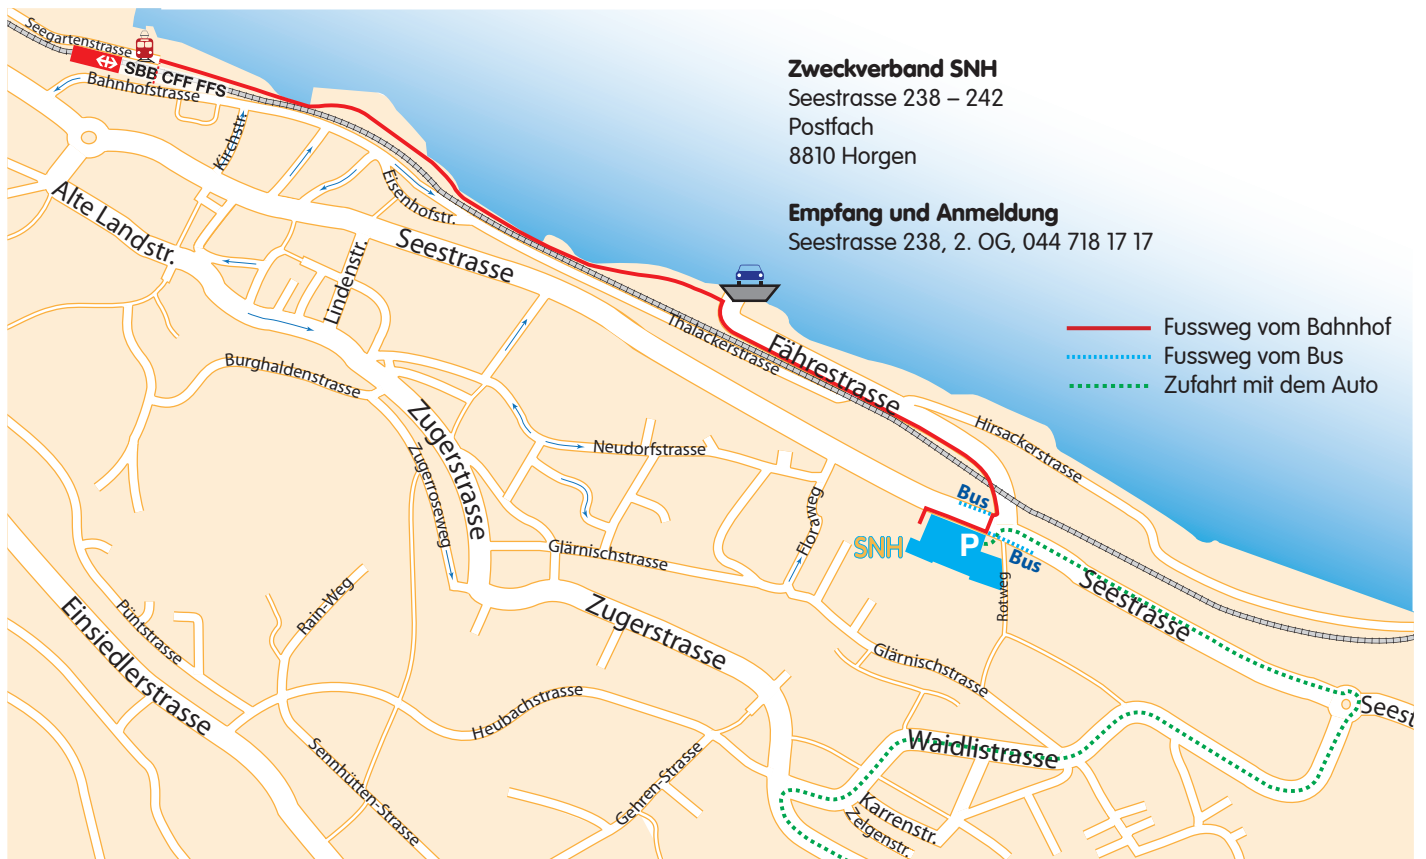 Zweckverband SNH
Seestrasse 238 – 242
Postfach
8810 Horgen
Empfang und Anmeldung
Seestrasse 238, 2. OG, 044 718 17 17
Fussweg vom Bahnhof
Fussweg vom Bus
Zufahrt mit dem Auto
Seegartenstrasse
SBB CFF FFS
Bahnhofstrasse
Kirchstr.
Alte Landstr.
Eisenhofstr.
Seestrasse
Lindenstr.
Thalackerstrasse
Fährestrasse
Burghaldenstrasse
Zugerstrasse
Zugerroseweg
Neudorfstrasse
Hirsackerstrasse
Floraweg
Bus
SNH
P
Bus
Glärnischstrasse
Rotweg
Seestrasse
Rain-Weg
Püntstrasse
Einsiedlerstrasse
Zugerstrasse
Glärnischstrasse
Heubachstrasse
Seest
Waidlistrasse
Sennhütten-Strasse
Gehren-Strasse
Karrenstr.
Zelgenstr.